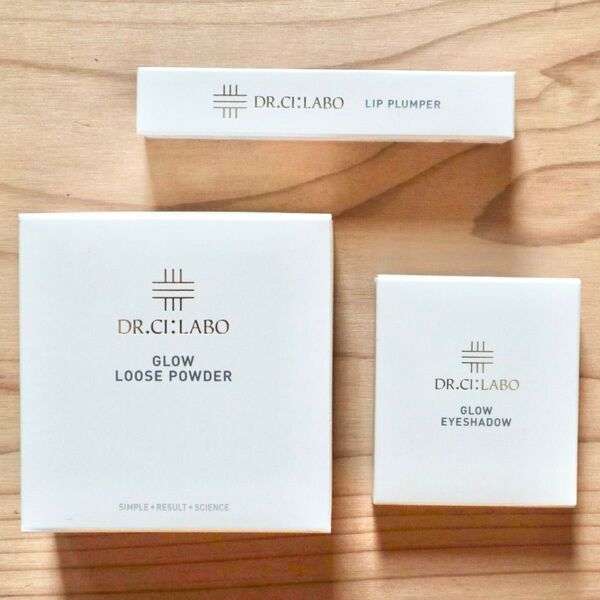 DR.CI:LABO LIP PLUMPER
DR.CI:LABO
GLOW
LOOSE POWDER
SIMPLE+RESULT+SCIENCE
DR.CI:LABO
GLOW
EYESHADOW